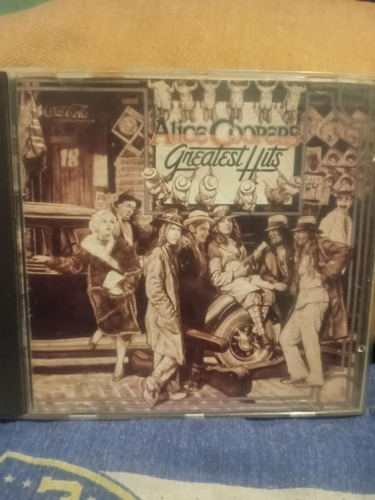 Coca-Cola
18
Alice Cooper's
Greatest Hits